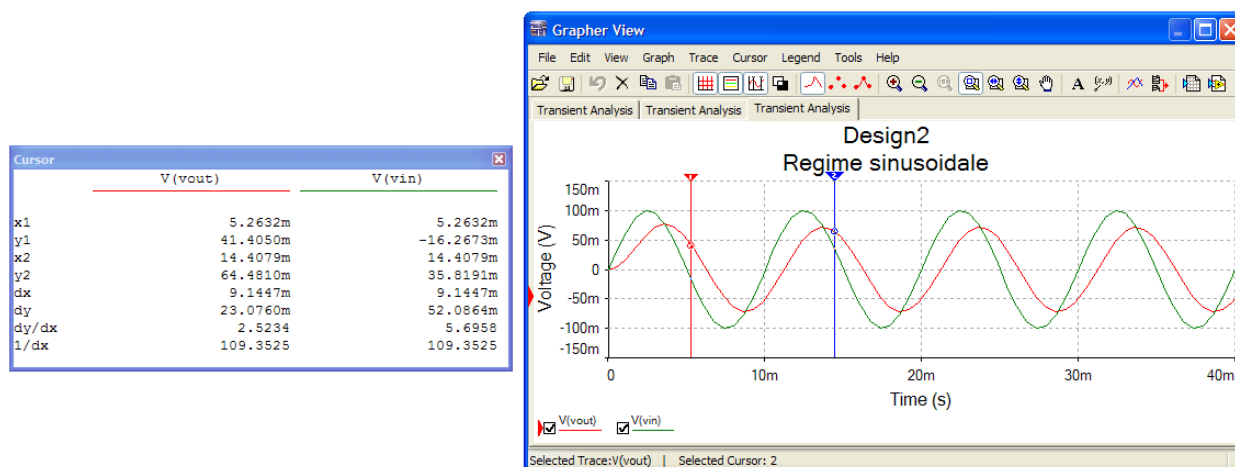 Cursor
V(vout) V(vin)
x1 5.2632m 5.2632m
y1 41.4050m -16.2673m
x2 14.4079m 14.4079m
y2 64.4810m 35.8191m
dx 9.1447m 9.1447m
dy 23.0760m 52.0864m
dy/dx 2.5234 5.6958
1/dx 109.3525 109.3525
Grapher View
File Edit View Graph Trace Cursor Legend Tools Help
Transient Analysis Transient Analysis Transient Analysis
Design2
Regime sinusoidale
1 2
150m
100m
50m
0
-50m
-100m
-150m
Voltage (V)
0 10m 20m 30m 40m
Time (s)
V(vout) V(vin)
Selected Trace:V(vout) | Selected Cursor: 2